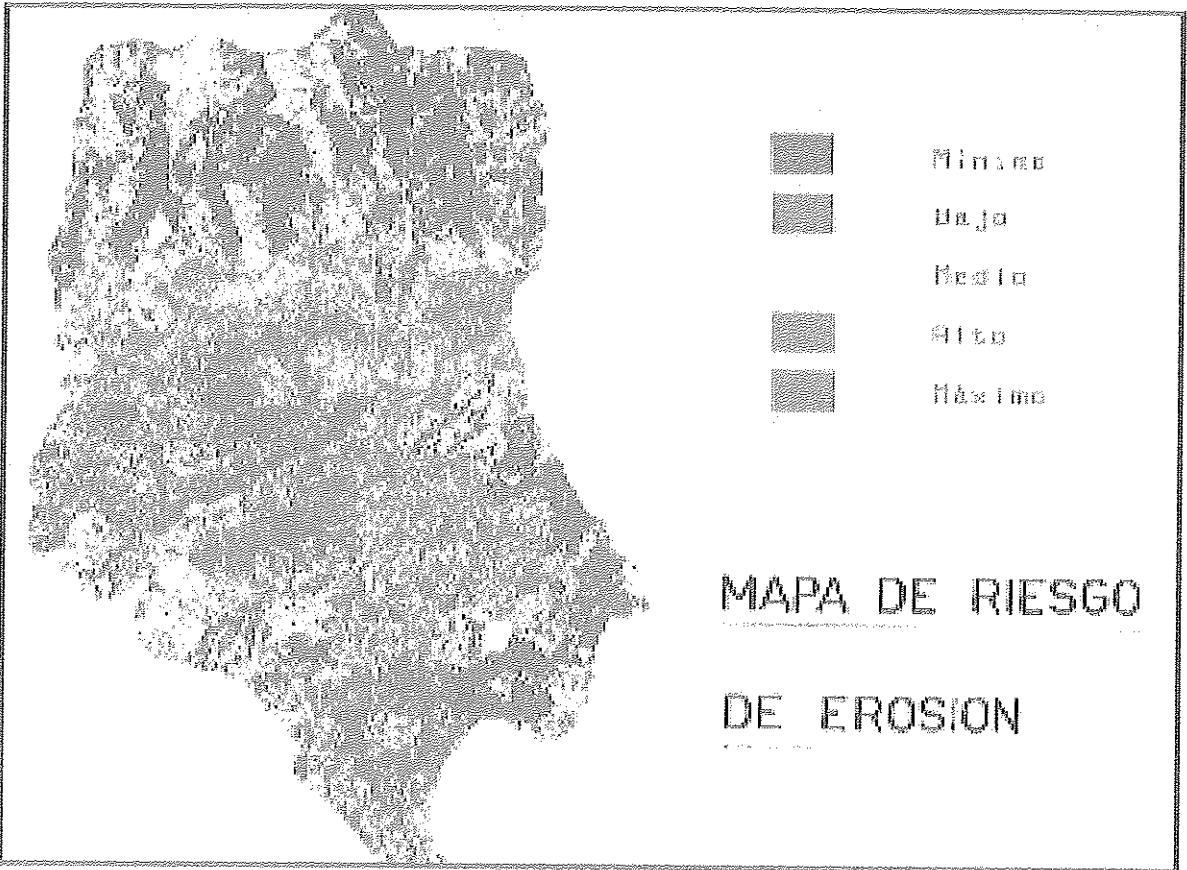 Mínimo
Bajo
Medio
Alto
Máximo
MAPA DE RIESGO
DE EROSION